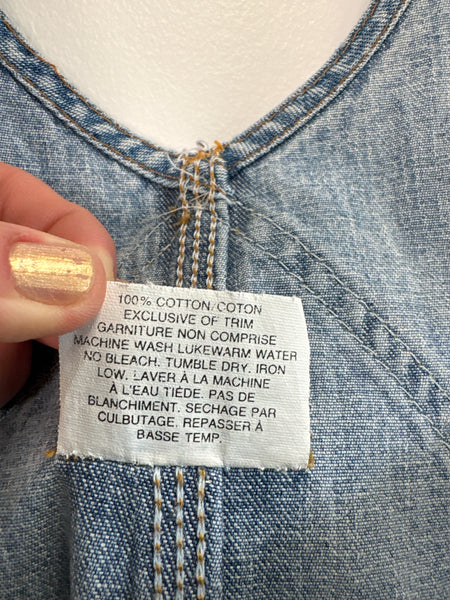 100% COTTON/COTON
EXCLUSIVE OF TRIM
GARNITURE NON COMPRISE
MACHINE WASH LUKEWARM WATER
NO BLEACH. TUMBLE DRY. IRON
LOW. LAVER À LA MACHINE
À L'EAU TIÉDE. PAS DE
BLANCHIMENT. SECHAGE PAR
CULBUTAGE. REPASSER À
BASSE TEMP.